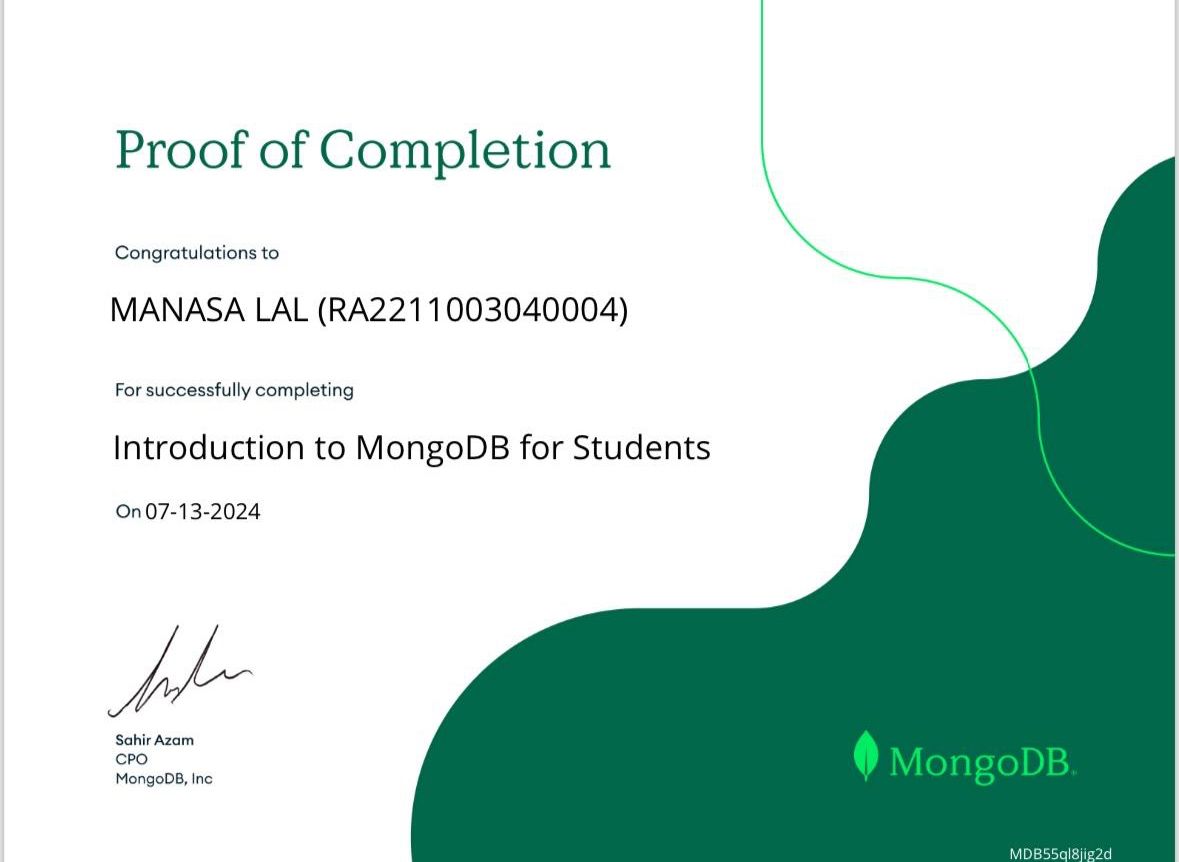 Proof of Completion
Congratulations to
MANASA LAL (RA2211003040004)
For successfully completing
Introduction to MongoDB for Students
On 07-13-2024
Sahir Azam
CPO
MongoDB, Inc
MongoDB
MDB55ql8jig2d